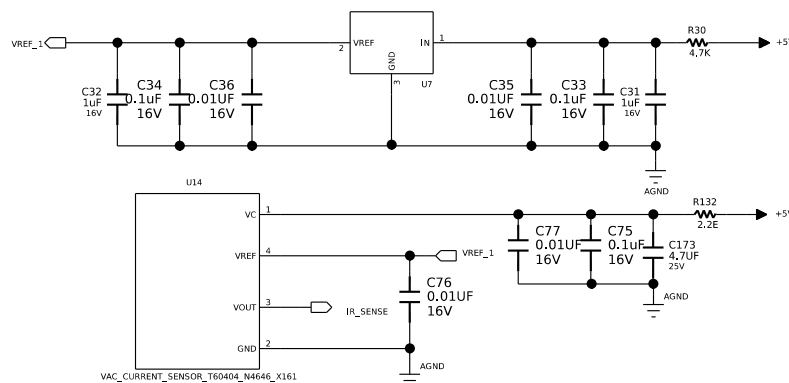 R30
VREF_1
2
VREF
IN
1
4.7K
+5
GND
3
U7
C32
1uF
16V
C34
0.1uF
16V
C36
0.01UF
16V
C35
0.01UF
16V
C33
0.1uF
16V
C31
1uF
16V
AGND
U14
VC
1
R132
2.2E
+5
C77
0.01UF
16V
C75
0.1uF
16V
C173
4.7UF
25V
VREF
4
VREF_1
C76
0.01UF
16V
AGND
VOUT
3
IR_SENSE
GND
2
AGND
VAC_CURRENT_SENSOR_T60404_N4646_X161